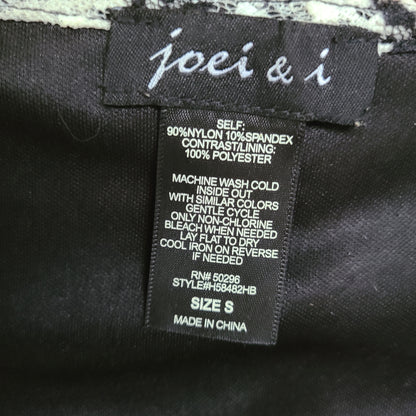 joei & i
SELF:
90%NYLON 10%SPANDEX
CONTRAST/LINING:
100% POLYESTER
MACHINE WASH COLD
INSIDE OUT
WITH SIMILAR COLORS
GENTLE CYCLE
ONLY NON-CHLORINE
BLEACH WHEN NEEDED
LAY FLAT TO DRY
COOL IRON ON REVERSE
IF NEEDED
RN# 50296
STYLE#H58482HB
SIZE S
MADE IN CHINA